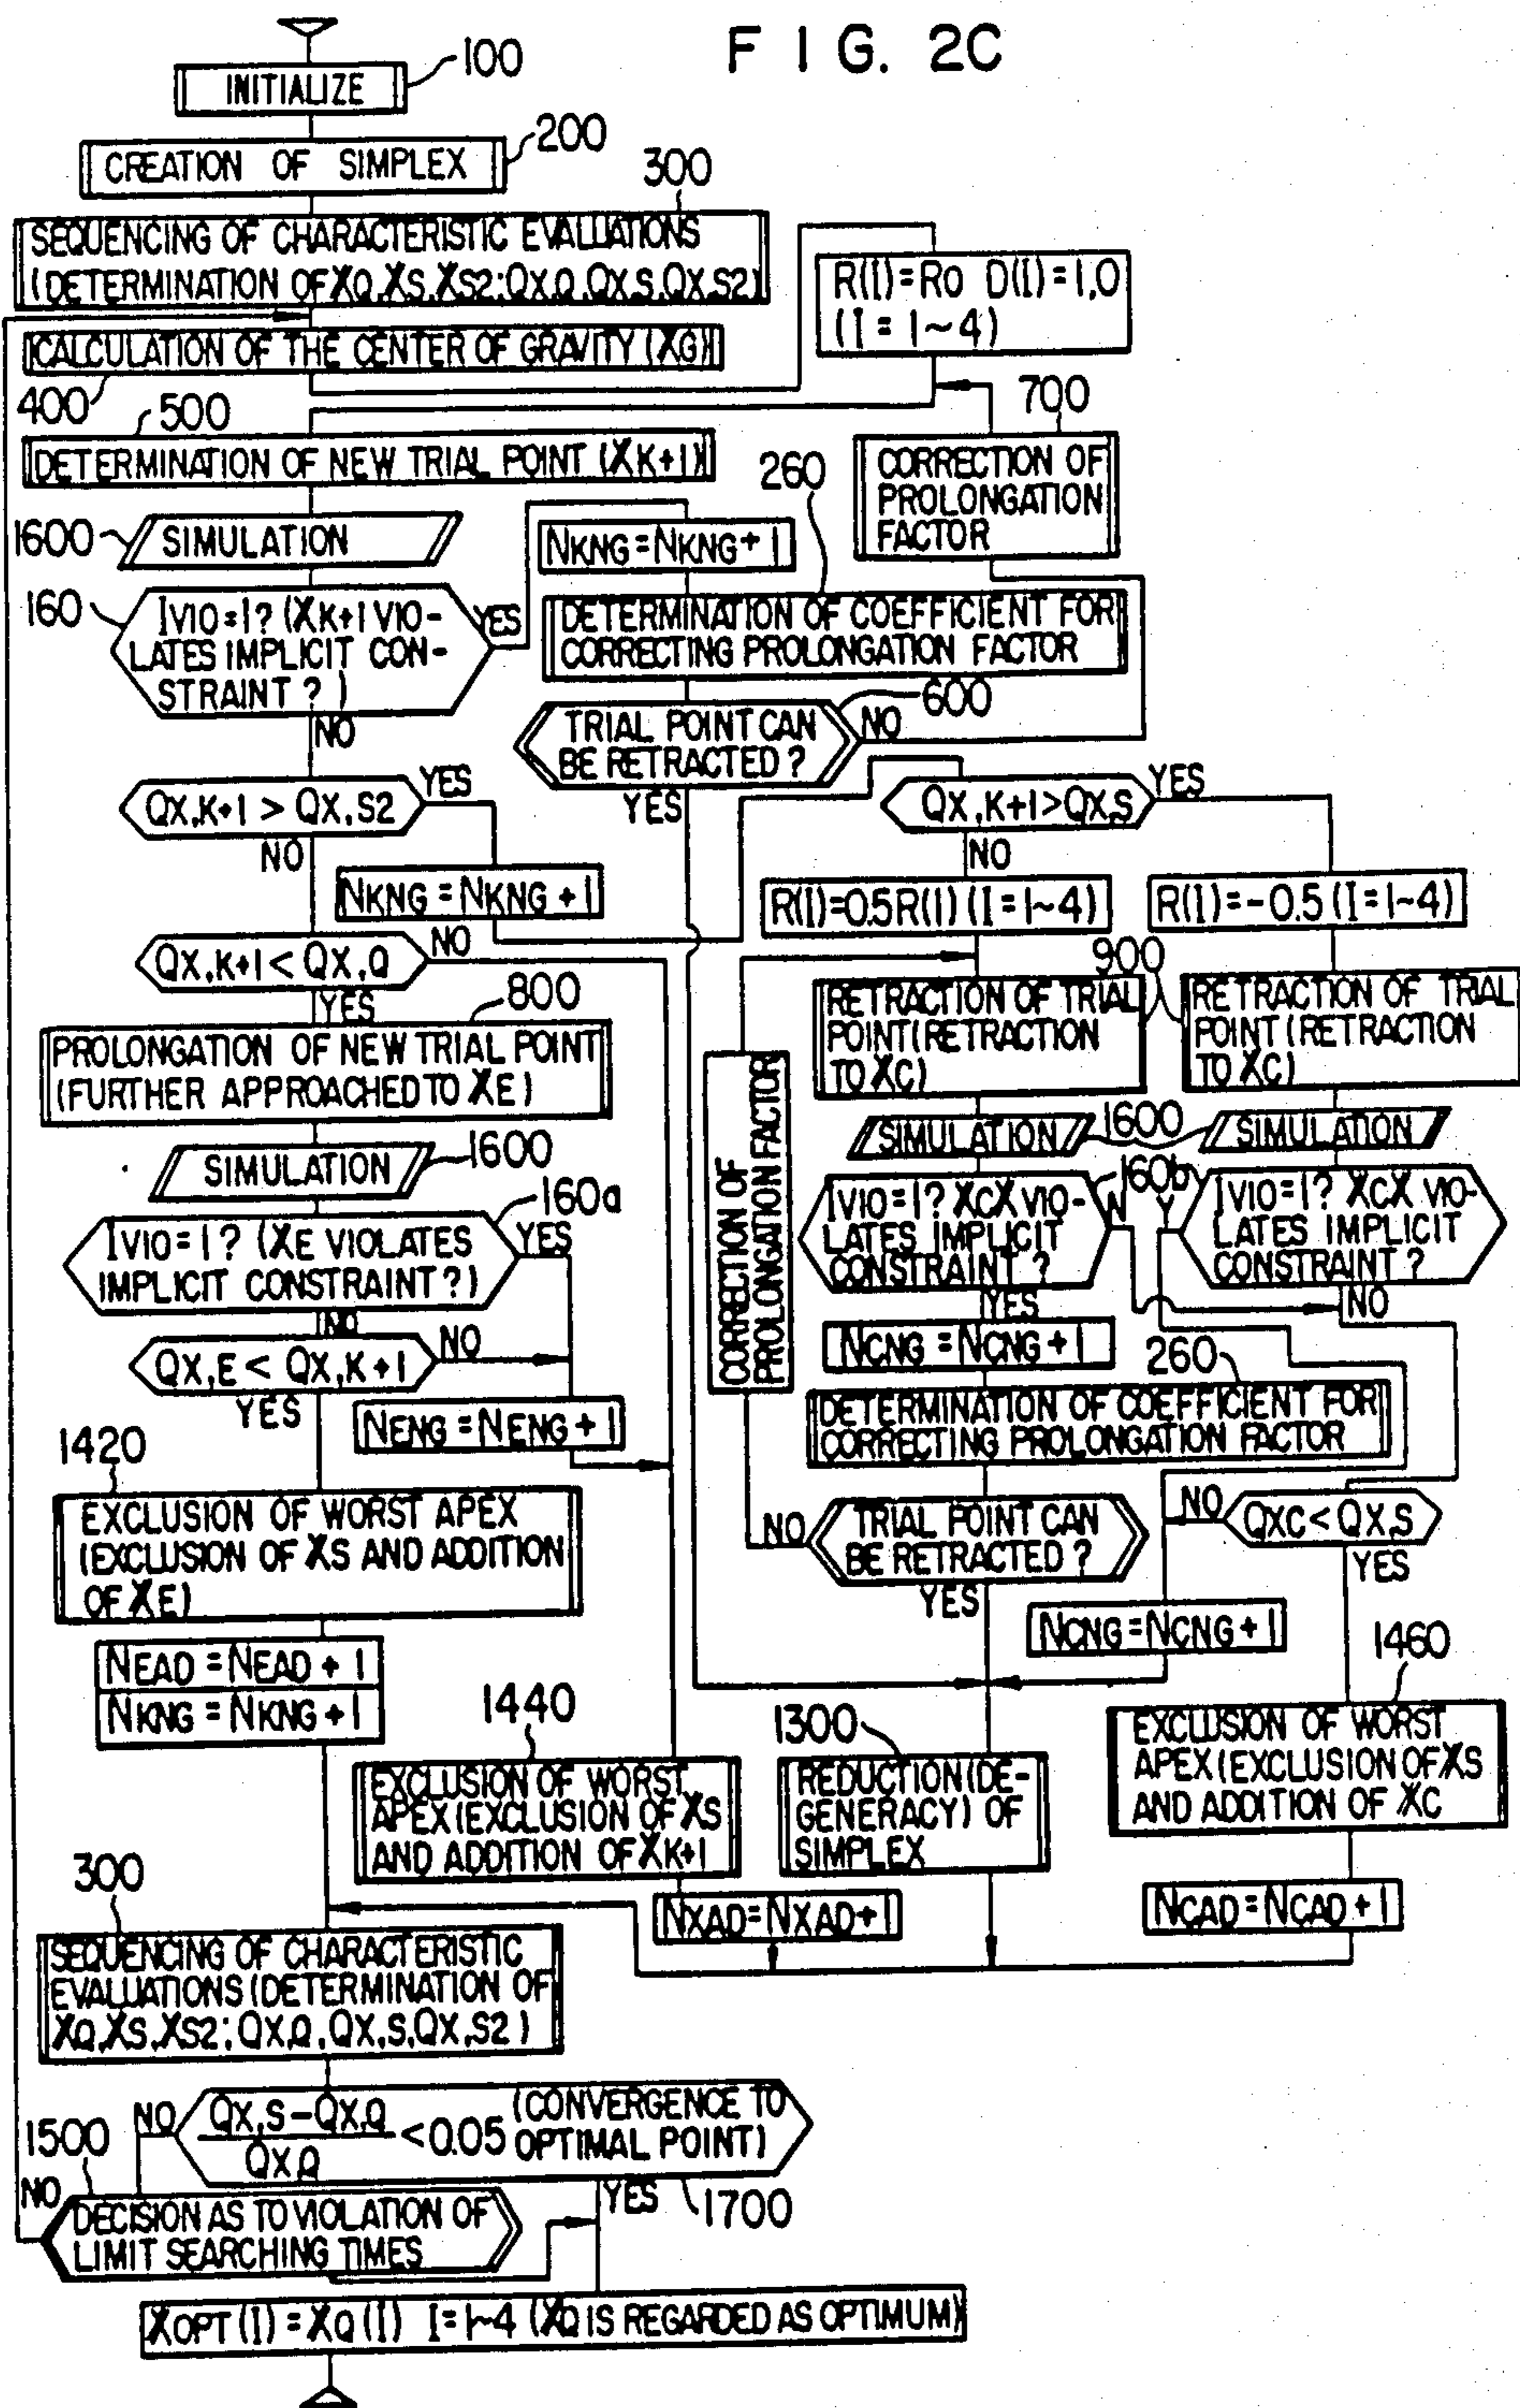 FIG. 2C
INITIALIZE
100
CREATION OF SIMPLEX
200
300
SEQUENCING OF CHARACTERISTIC EVALUATIONS
(DETERMINATION OF XQ,XS,XS2;QX,Q,QX,S,QX,S2)
R(I)=R0 D(I)=1,0
(I=1~4)
CALCULATION OF THE CENTER OF GRAVITY (XG)
400
500
DETERMINATION OF NEW TRIAL POINT (XK+1)
700
CORRECTION OF
PROLONGATION
FACTOR
260
1600
SIMULATION
NKNG=NKNG+1
160
IVIO=1? (XK+1 VIO-
LATES IMPLICIT CON-
STRAINT?)
YES
NO
DETERMINATION OF COEFFICIENT FOR
CORRECTING PROLONGATION FACTOR
600
TRIAL POINT CAN
BE RETRACTED?
NO
YES
QX,K+1 > QX,S2
YES
NO
QX,K+1>QX,S
YES
NO
NKNG=NKNG+1
R(I)=0.5R(I) (I=1~4)
R(I)=-0.5 (I=1~4)
QX,K+1 < QX,Q
NO
YES
800
900
PROLONGATION OF NEW TRIAL POINT
(FURTHER APPROACHED TO XE)
RETRACTION OF TRIAL
POINT(RETRACTION
TO XC)
RETRACTION OF TRIAL
POINT(RETRACTION
TO XC)
CORRECTION OF
PROLONGATION FACTOR
SIMULATION
1600
SIMULATION
1600
SIMULATION
160a
IVIO=1? (XE VIOLATES
IMPLICIT CONSTRAINT?)
YES
NO
160b
IVIO=1? XCX VIO-
LATES IMPLICIT
CONSTRAINT?
N
YES
Y
IVIO=1? XCX VIO-
LATES IMPLICIT
CONSTRAINT?
NO
QX,E < QX,K+1
NO
YES
NCNG=NCNG+1
260
NENG=NENG+1
DETERMINATION OF COEFFICIENT FOR
CORRECTING PROLONGATION FACTOR
1420
EXCLUSION OF WORST APEX
(EXCLUSION OF XS AND ADDITION
OF XE)
NO
TRIAL POINT CAN
BE RETRACTED?
YES
NO
QXC<QX,S
YES
NCNG=NCNG+1
NEAD=NEAD+1
NKNG=NKNG+1
1440
EXCLUSION OF WORST
APEX(EXCLUSION OF XS
AND ADDITION OF XK+1
1300
REDUCTION(DE-
GENERACY) OF
SIMPLEX
1460
EXCLUSION OF WORST
APEX(EXCLUSION OF XS
AND ADDITION OF XC
NXAD=NXAD+1
NCAD=NCAD+1
300
SEQUENCING OF CHARACTERISTIC
EVALUATIONS(DETERMINATION OF
XQ,XS,XS2;QX,Q,QX,S,QX,S2)
NO
QX,S-QX,Q
QX,Q
<0.05
(CONVERGENCE TO
OPTIMAL POINT)
YES
1700
1500
NO
DECISION AS TO VIOLATION OF
LIMIT SEARCHING TIMES
XOPT(I)=XQ(I) I=1~4 (XQ IS REGARDED AS OPTIMUM)